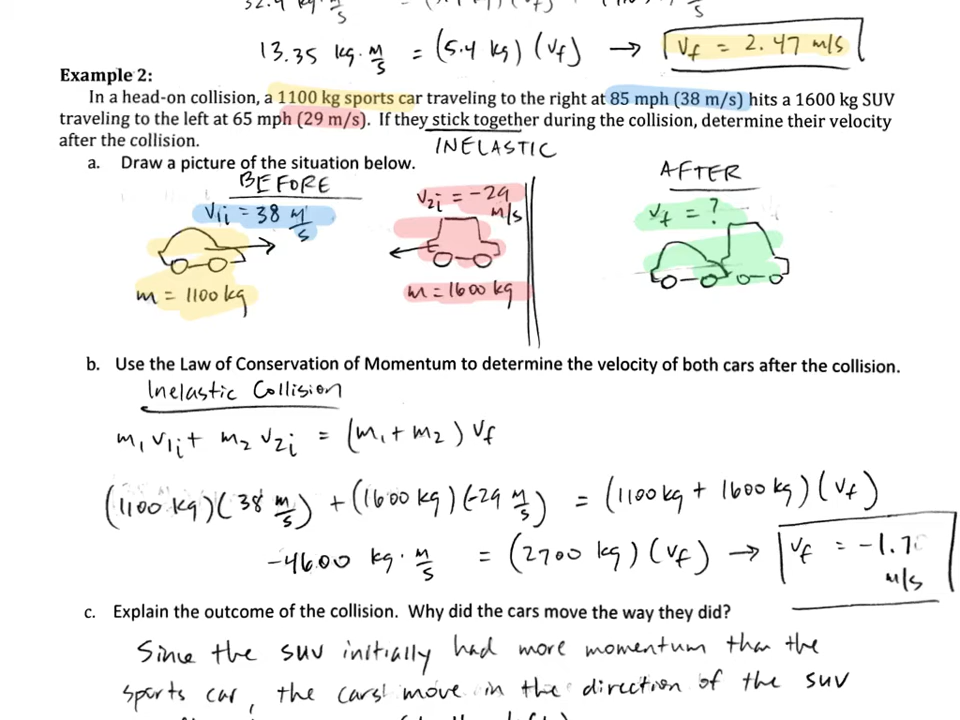 13.35 kg·m/s = (5.4 kg) (vf) → vf = 2.47 m/s
Example 2:
In a head-on collision, a 1100 kg sports car traveling to the right at 85 mph (38 m/s) hits a 1600 kg SUV
traveling to the left at 65 mph (29 m/s). If they stick together during the collision, determine their velocity
after the collision.
INELASTIC
a. Draw a picture of the situation below.
BEFORE
AFTER
v1i = 38 m/s
v2i = -29 m/s
vf = ?
m = 1100 kg
m = 1600 kg
b. Use the Law of Conservation of Momentum to determine the velocity of both cars after the collision.
Inelastic Collision
m1 v1i + m2 v2i = (m1 + m2) vf
(1100 kg)(38 m/s) + (1600 kg)(-29 m/s) = (1100 kg + 1600 kg)(vf)
-4600 kg·m/s = (2700 kg)(vf) → vf = -1.70 m/s
c. Explain the outcome of the collision. Why did the cars move the way they did?
Since the SUV initially had more momentum than the
sports car, the cars move in the direction of the SUV